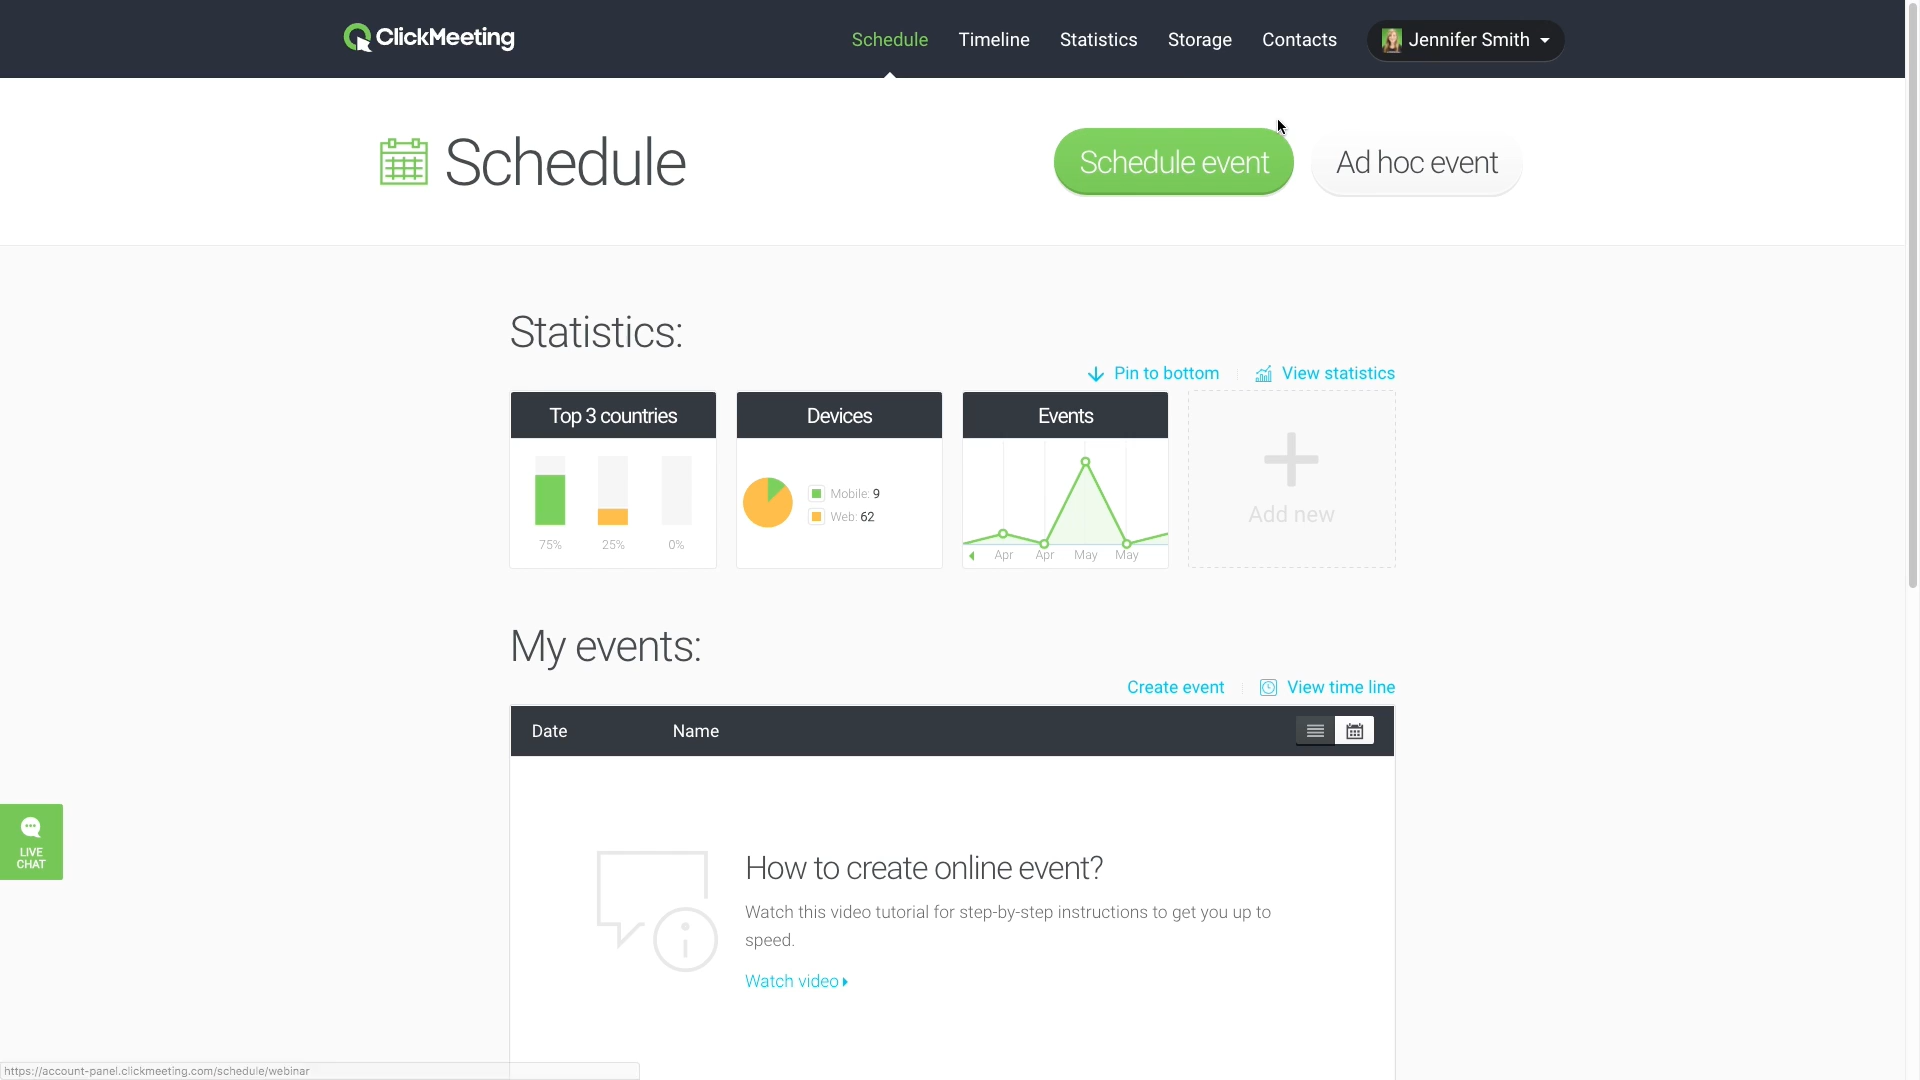 ClickMeeting
Schedule Timeline Statistics Storage Contacts Jennifer Smith
Schedule
Schedule event Ad hoc event
Statistics:
Pin to bottom View statistics
Top 3 countries
75% 25% 0%
Devices
Mobile: 9
Web: 62
Events
Apr Apr May May
Add new
My events:
Create event View time line
Date Name
How to create online event?
Watch this video tutorial for step-by-step instructions to get you up to
speed.
Watch video
LIVE
CHAT
https://account-panel.clickmeeting.com/schedule/webinar